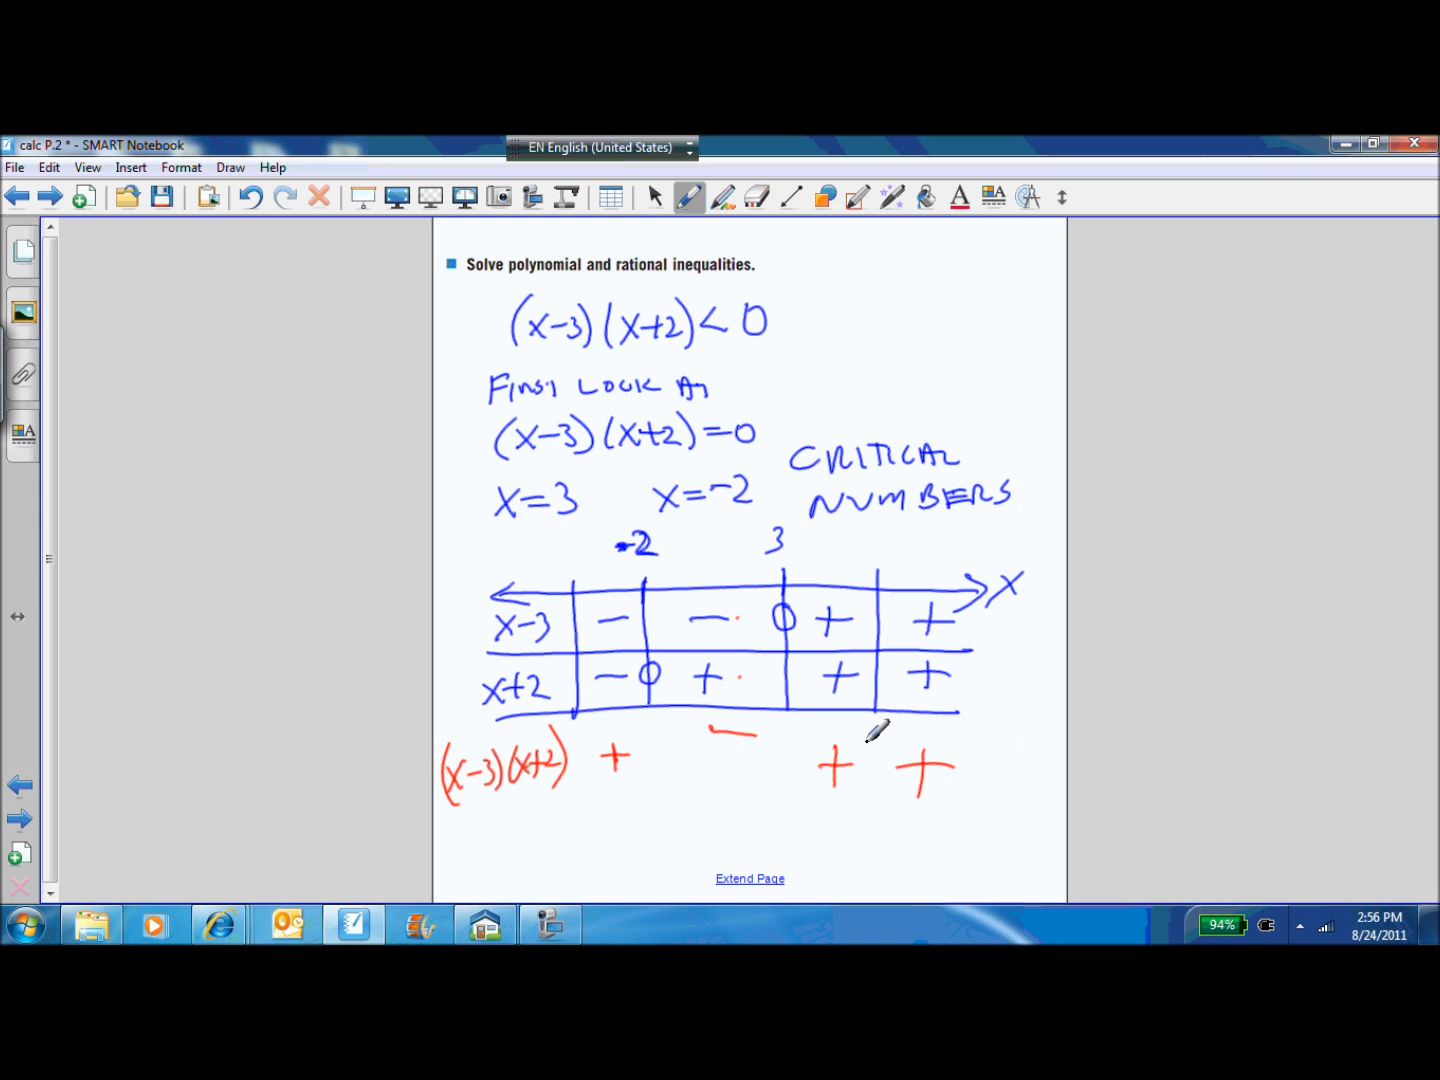 calc P.2 * - SMART Notebook
EN English (United States)
File Edit View Insert Format Draw Help
Solve polynomial and rational inequalities.
(x-3)(x+2)<0
FIRST LOOK AT
(x-3)(x+2)=0
CRITICAL
x=3 x=-2
NUMBERS
-2 3
x
x-3 - - 0 + +
x+2 - 0 + + +
(x-3)(x+2) + - + +
Extend Page
94%
2:56 PM
8/24/2011